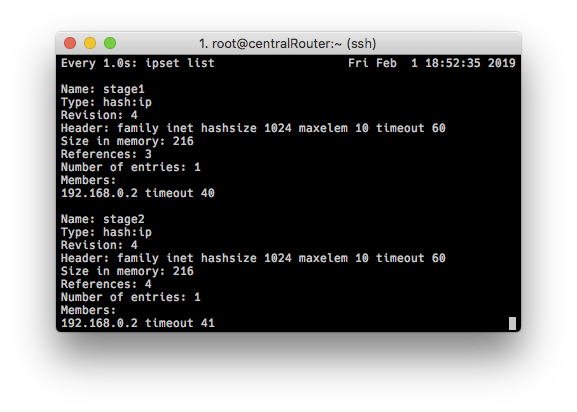 1. root@centralRouter:~ (ssh)
Every 1.0s: ipset list Fri Feb  1 18:52:35 2019
Name: stage1
Type: hash:ip
Revision: 4
Header: family inet hashsize 1024 maxelem 10 timeout 60
Size in memory: 216
References: 3
Number of entries: 1
Members:
192.168.0.2 timeout 40
Name: stage2
Type: hash:ip
Revision: 4
Header: family inet hashsize 1024 maxelem 10 timeout 60
Size in memory: 216
References: 4
Number of entries: 1
Members:
192.168.0.2 timeout 41